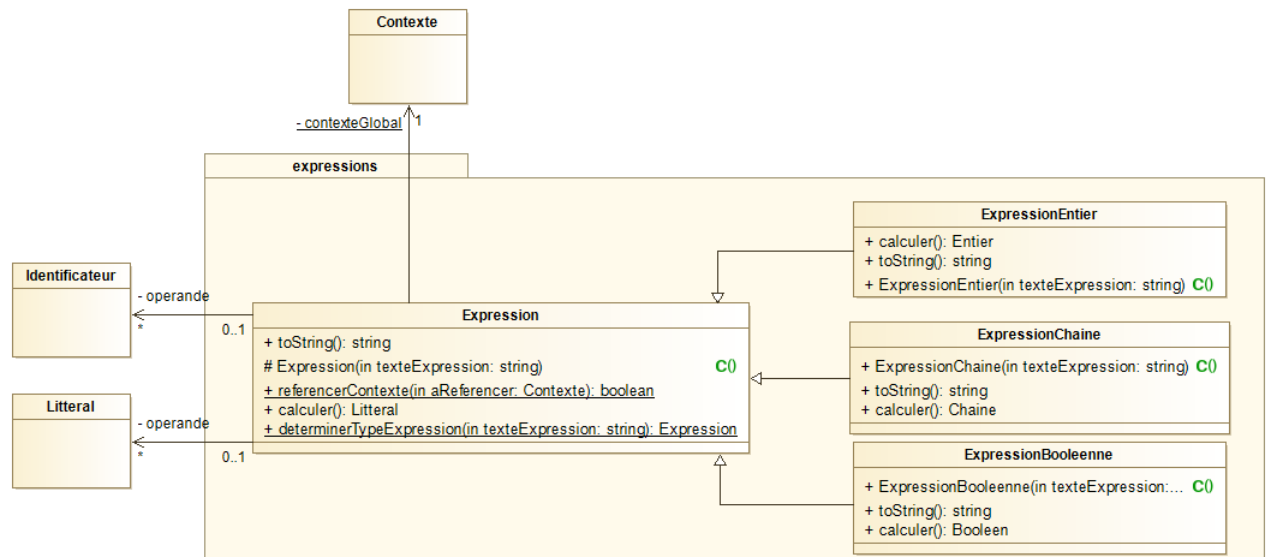 Contexte
- contexteGlobal 1
expressions
ExpressionEntier
+ calculer(): Entier
+ toString(): string
+ ExpressionEntier(in texteExpression: string) C()
Identificateur
- operande
*
0..1
Expression
+ toString(): string
# Expression(in texteExpression: string) C()
+ referencerContexte(in aReferencer: Contexte): boolean
+ calculer(): Litteral
+ determinerTypeExpression(in texteExpression: string): Expression
ExpressionChaine
+ ExpressionChaine(in texteExpression: string) C()
+ toString(): string
+ calculer(): Chaine
Litteral
- operande
*
0..1
ExpressionBooleenne
+ ExpressionBooleenne(in texteExpression:... C()
+ toString(): string
+ calculer(): Booleen